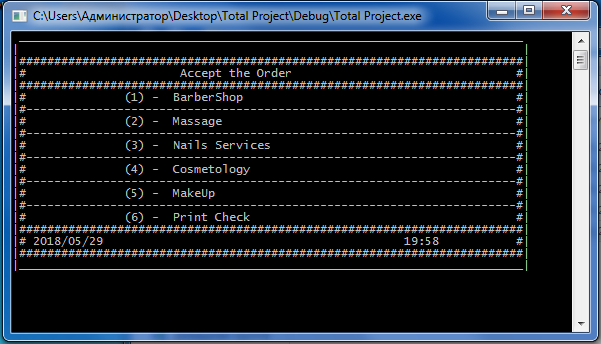 C:\Users\Администратор\Desktop\Total Project\Debug\Total Project.exe
########################################################################
# Accept the Order #
########################################################################
# (1) - BarberShop #
#----------------------------------------------------------------------#
# (2) - Massage #
#----------------------------------------------------------------------#
# (3) - Nails Services #
#----------------------------------------------------------------------#
# (4) - Cosmetology #
#----------------------------------------------------------------------#
# (5) - MakeUp #
#----------------------------------------------------------------------#
# (6) - Print Check #
########################################################################
# 2018/05/29 19:58 #
########################################################################